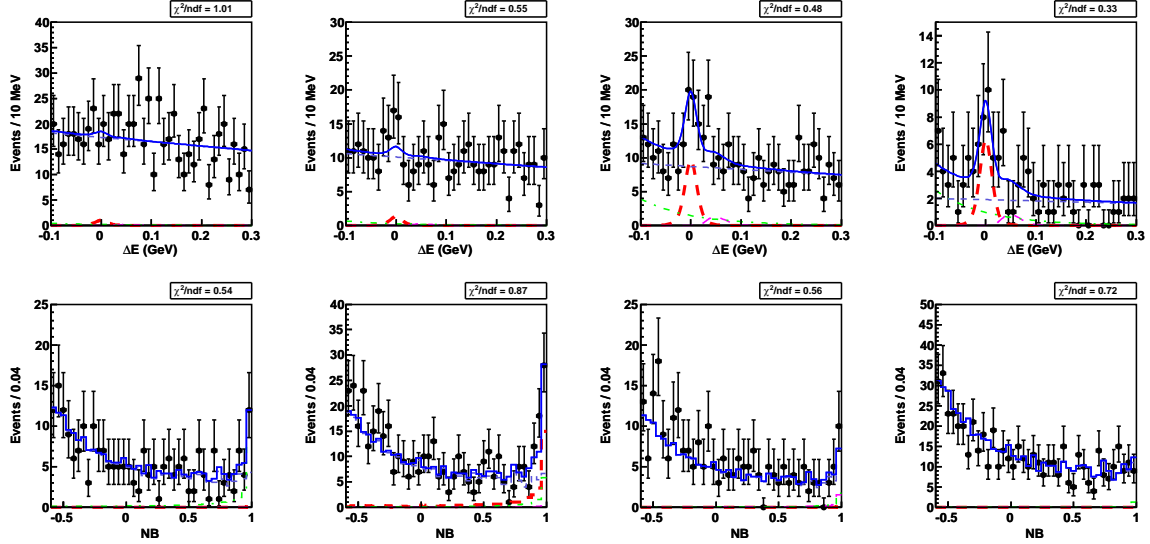 χ²/ndf = 1.01
Events / 10 MeV
40
35
30
25
20
15
10
5
0
-0.1 0 0.1 0.2 0.3
ΔE (GeV)
χ²/ndf = 0.55
Events / 10 MeV
30
25
20
15
10
5
0
-0.1 0 0.1 0.2 0.3
ΔE (GeV)
χ²/ndf = 0.48
Events / 10 MeV
30
25
20
15
10
5
0
-0.1 0 0.1 0.2 0.3
ΔE (GeV)
χ²/ndf = 0.33
Events / 10 MeV
14
12
10
8
6
4
2
0
-0.1 0 0.1 0.2 0.3
ΔE (GeV)
χ²/ndf = 0.54
Events / 0.04
25
20
15
10
5
0
-0.5 0 0.5 1
NB
χ²/ndf = 0.87
Events / 0.04
40
35
30
25
20
15
10
5
0
-0.5 0 0.5 1
NB
χ²/ndf = 0.56
Events / 0.04
25
20
15
10
5
0
-0.5 0 0.5 1
NB
χ²/ndf = 0.72
Events / 0.04
50
45
40
35
30
25
20
15
10
5
0
-0.5 0 0.5 1
NB